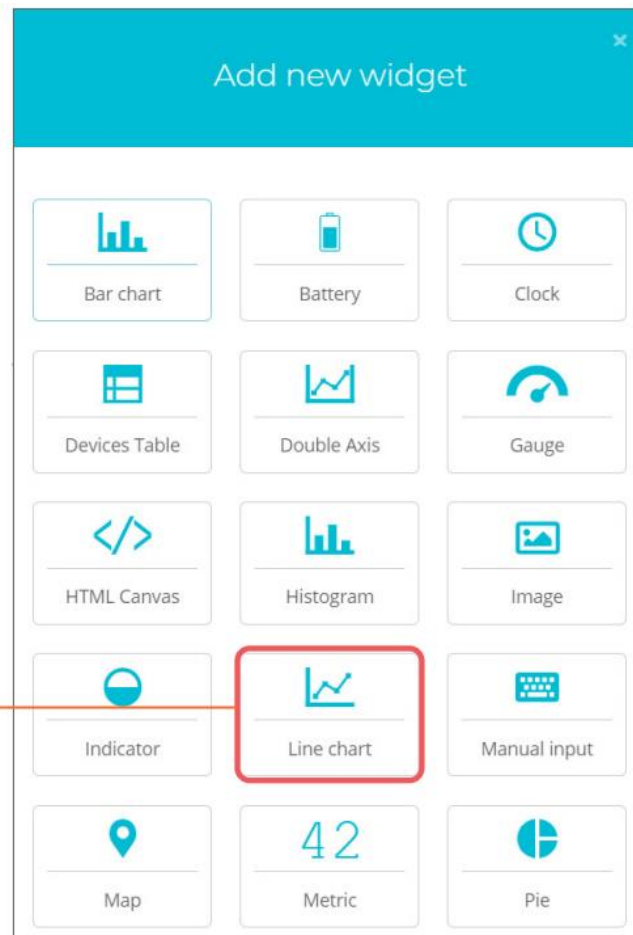 ×
Add new widget
Bar chart
Battery
Clock
Devices Table
Double Axis
Gauge
HTML Canvas
Histogram
Image
Indicator
Line chart
Manual input
42
Map
Metric
Pie